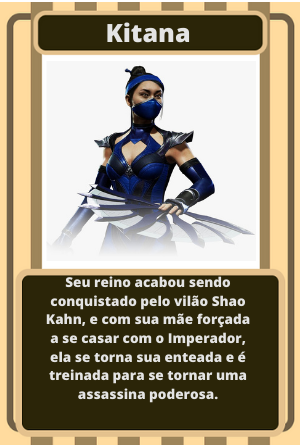 Kitana
Seu reino acabou sendo
conquistado pelo vilão Shao
Kahn, e com sua mãe forçada
a se casar com o Imperador,
ela se torna sua enteada e é
treinada para se tornar uma
assassina poderosa.